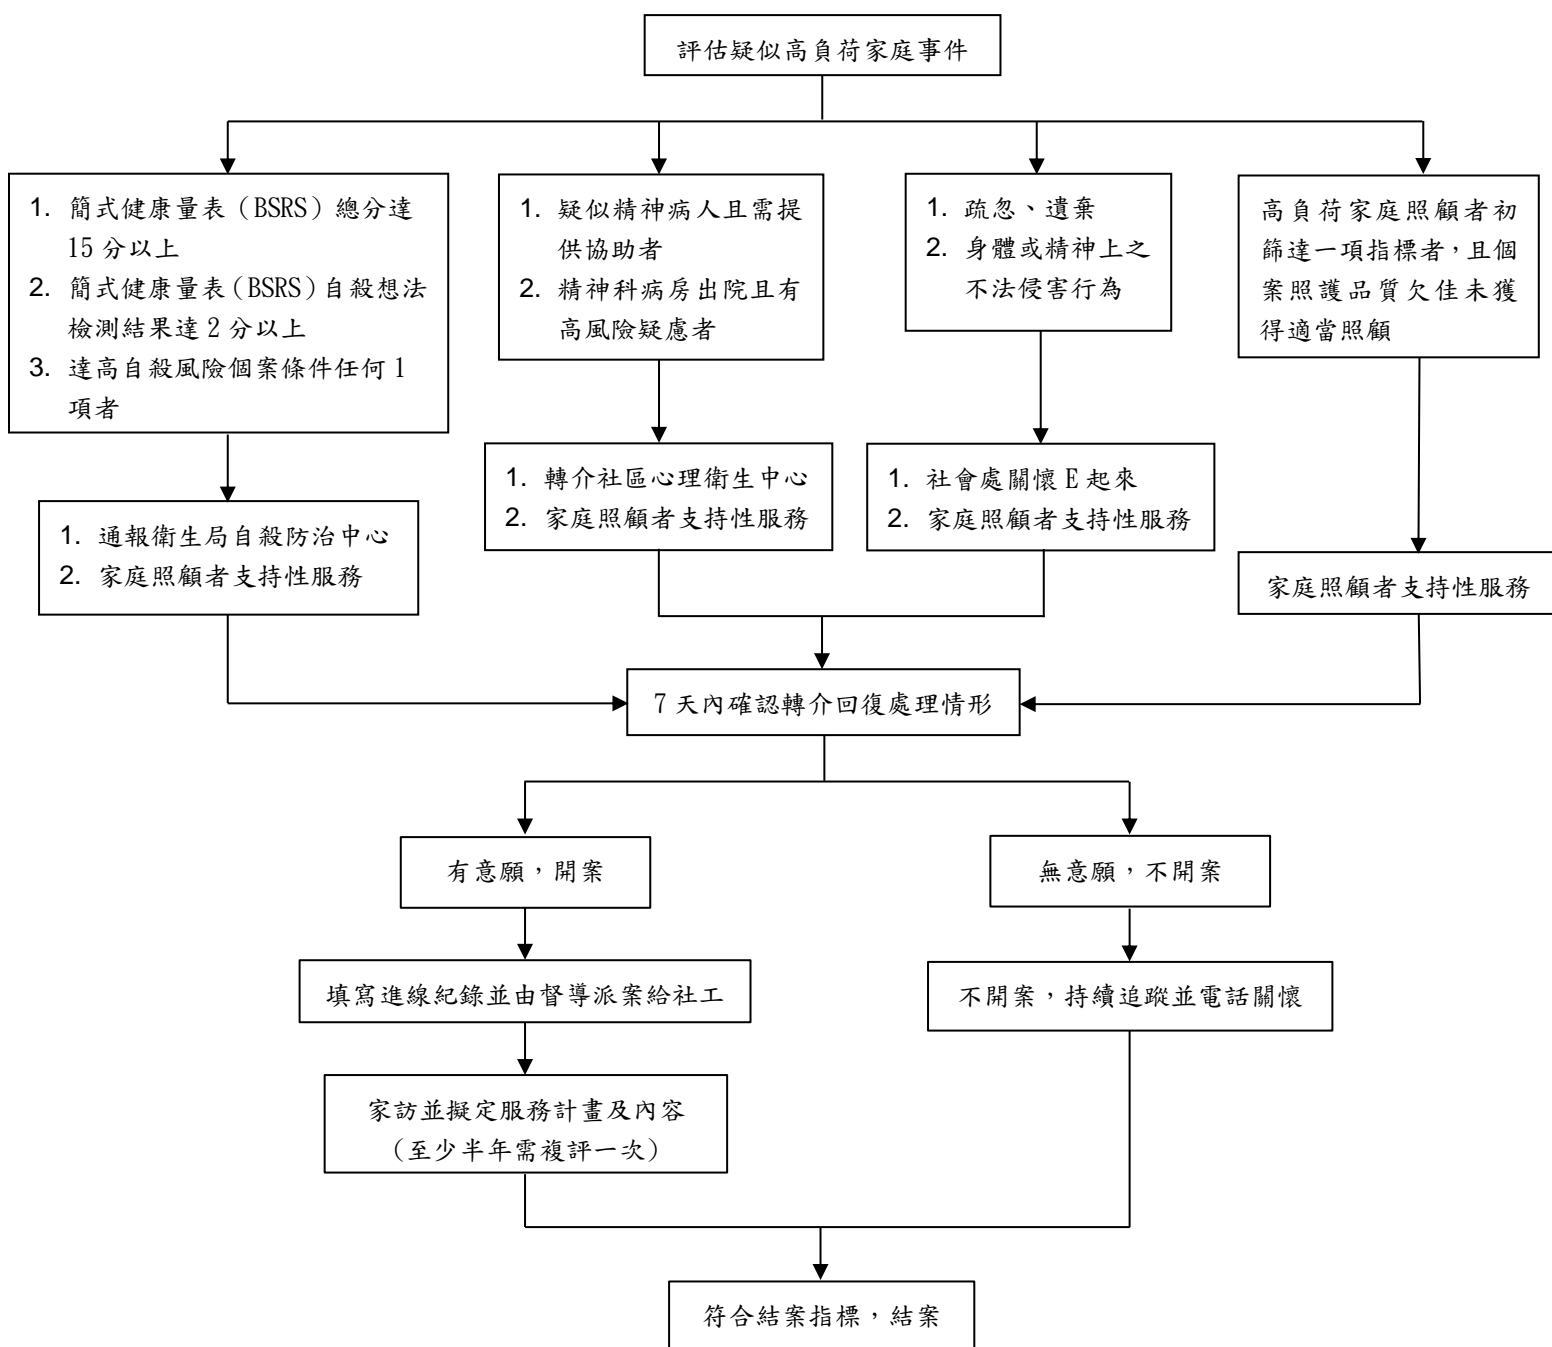 評估疑似高負荷家庭事件
1. 簡式健康量表（BSRS）總分達
15 分以上
2. 簡式健康量表（BSRS）自殺想法
檢測結果達 2 分以上
3. 達高自殺風險個案條件任何 1
項者
1. 疑似精神病人且需提
供協助者
2. 精神科病房出院且有
高風險疑慮者
1. 疏忽、遺棄
2. 身體或精神上之
不法侵害行為
高負荷家庭照顧者初
篩達一項指標者，且個
案照護品質欠佳未獲
得適當照顧
1. 通報衛生局自殺防治中心
2. 家庭照顧者支持性服務
1. 轉介社區心理衛生中心
2. 家庭照顧者支持性服務
1. 社會處關懷 E 起來
2. 家庭照顧者支持性服務
家庭照顧者支持性服務
7 天內確認轉介回復處理情形
有意願，開案
無意願，不開案
填寫進線紀錄並由督導派案給社工
不開案，持續追蹤並電話關懷
家訪並擬定服務計畫及內容
（至少半年需複評一次）
符合結案指標，結案